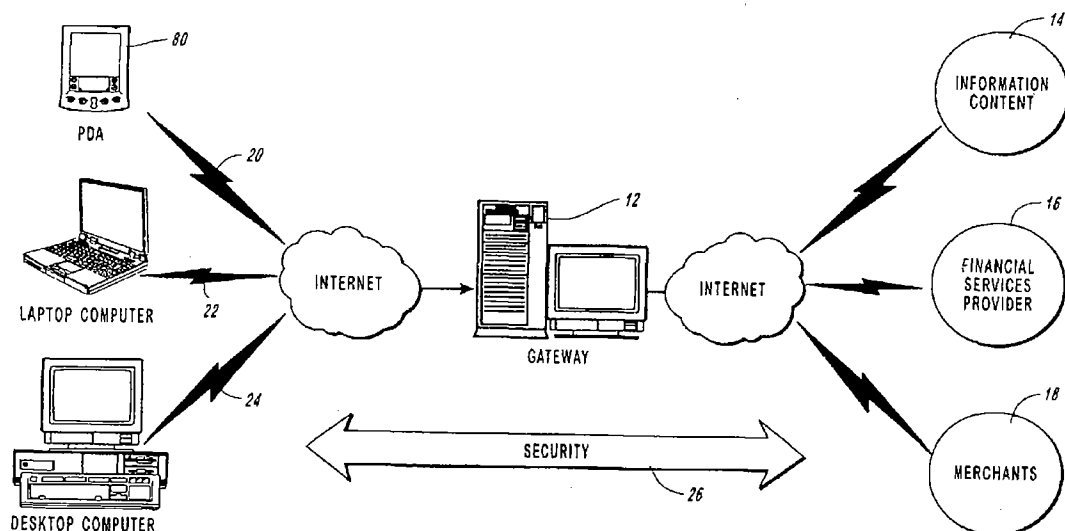 80
PDA
20
LAPTOP COMPUTER
22
DESKTOP COMPUTER
24
INTERNET
12
GATEWAY
INTERNET
SECURITY
26
14
INFORMATION
CONTENT
16
FINANCIAL
SERVICES
PROVIDER
18
MERCHANTS